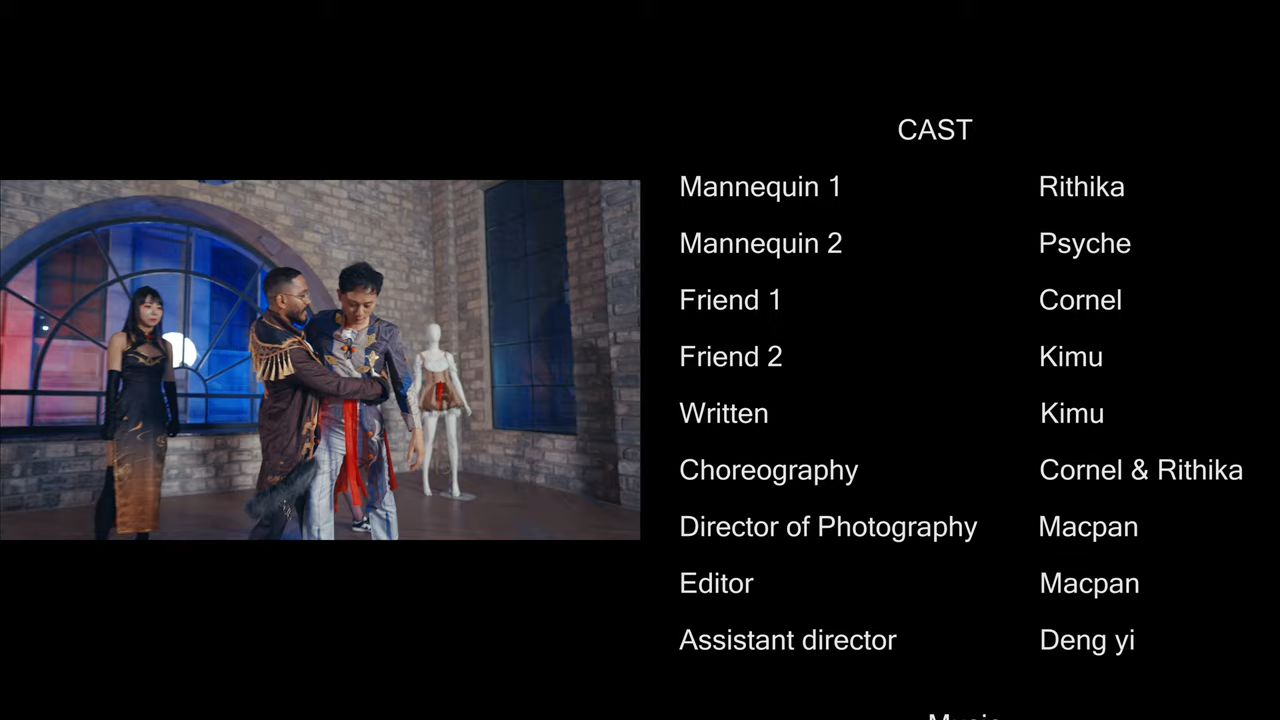 CAST
Mannequin 1 Rithika
Mannequin 2 Psyche
Friend 1 Cornel
Friend 2 Kimu
Written Kimu
Choreography Cornel & Rithika
Director of Photography Macpan
Editor Macpan
Assistant director Deng yi
Music